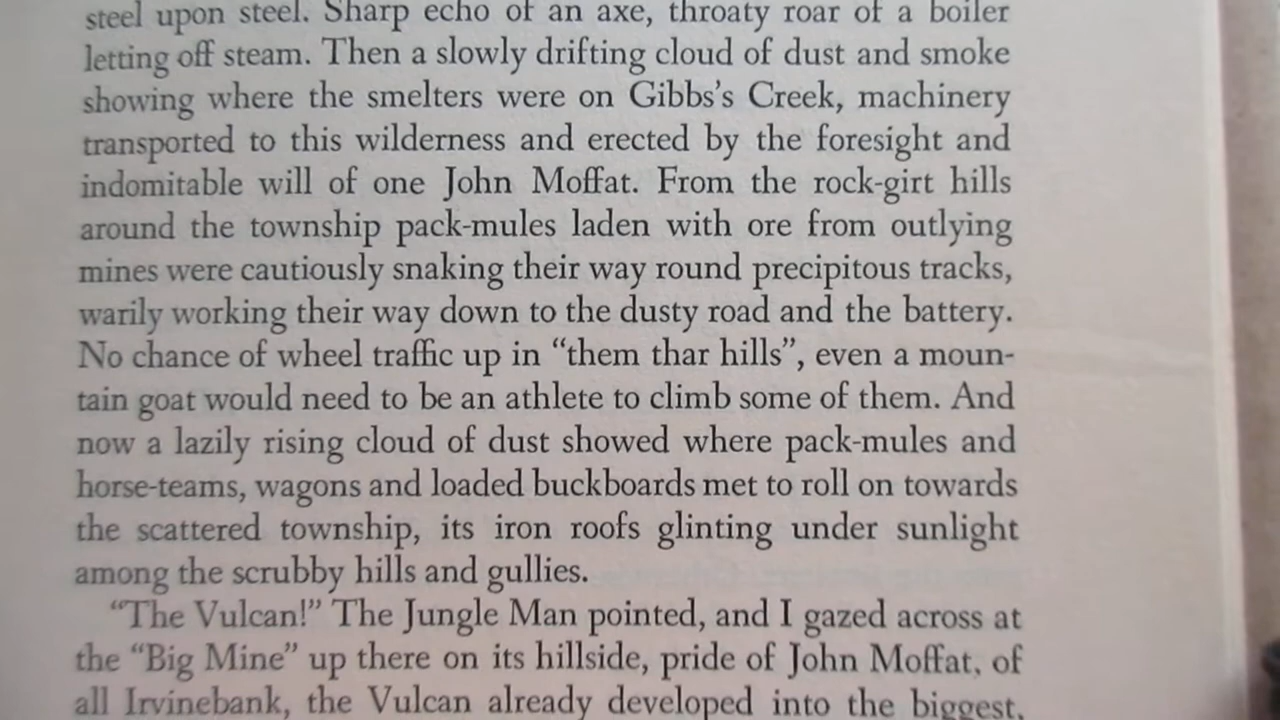 steel upon steel. Sharp echo of an axe, throaty roar of a boiler
letting off steam. Then a slowly drifting cloud of dust and smoke
showing where the smelters were on Gibbs’s Creek, machinery
transported to this wilderness and erected by the foresight and
indomitable will of one John Moffat. From the rock-girt hills
around the township pack-mules laden with ore from outlying
mines were cautiously snaking their way round precipitous tracks,
warily working their way down to the dusty road and the battery.
No chance of wheel traffic up in “them thar hills”, even a moun-
tain goat would need to be an athlete to climb some of them. And
now a lazily rising cloud of dust showed where pack-mules and
horse-teams, wagons and loaded buckboards met to roll on towards
the scattered township, its iron roofs glinting under sunlight
among the scrubby hills and gullies.
“The Vulcan!” The Jungle Man pointed, and I gazed across at
the “Big Mine” up there on its hillside, pride of John Moffat, of
all Irvinebank, the Vulcan already developed into the biggest,